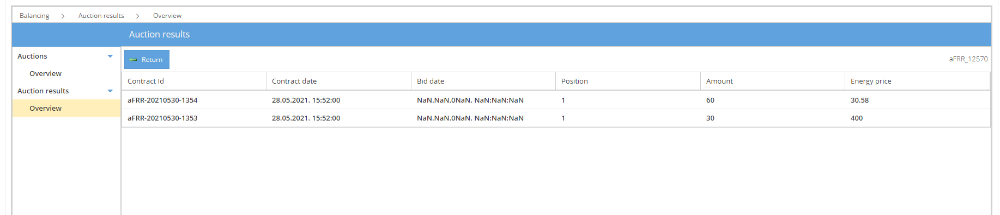 Balancing > Auction results > Overview
Auction results
Auctions
Overview
Auction results
Overview
Return
aFRR_12570
Contract Id Contract date Bid date Position Amount Energy price
aFRR-20210530-1354 28.05.2021. 15:52:00 NaN.NaN.0NaN. NaN:NaN:NaN 1 60 30.58
aFRR-20210530-1353 28.05.2021. 15:52:00 NaN.NaN.0NaN. NaN:NaN:NaN 1 30 400